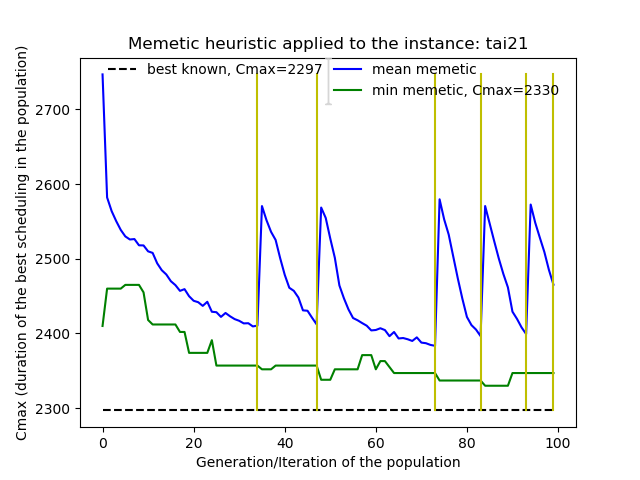 Memetic heuristic applied to the instance: tai21
best known, Cmax=2297
mean memetic
min memetic, Cmax=2330
Cmax (duration of the best scheduling in the population)
2700
2600
2500
2400
2300
0 20 40 60 80 100
Generation/Iteration of the population